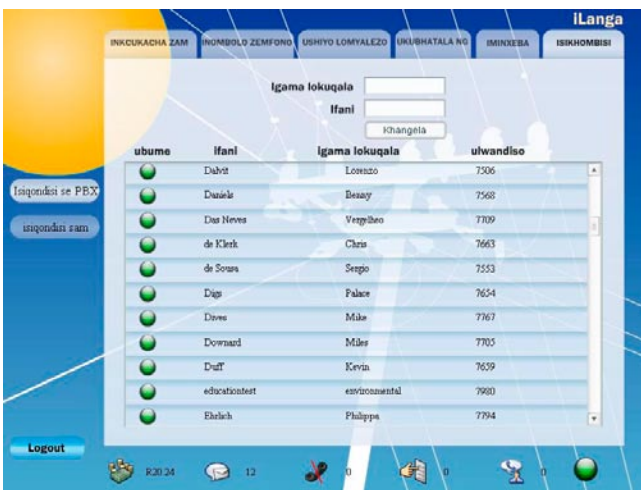 iLanga
INKCUKACHA ZAM INOMBOLO ZEMFONO USHIYO LOMYALEZO UKUBHATALA NG IMINXEBA ISIKHOMBISI
Igama lokuqala
Ifani
Khangela
ubume ifani igama lokuqala ulwandiso
Dalvit Lorenzo 7506
Isiqondisi se PBX
Daniels Benny 7568
isiqondisi sam
Das Neves Vergelheo 7709
de Klerk Chris 7663
de Sousa Sergio 7553
Digs Palace 7654
Dives Mike 7767
Downard Miles 7705
Duff Kevin 7659
educationtest environmental 7980
Ehrlich Philippa 7794
Logout
R20.24 12 0 0 0